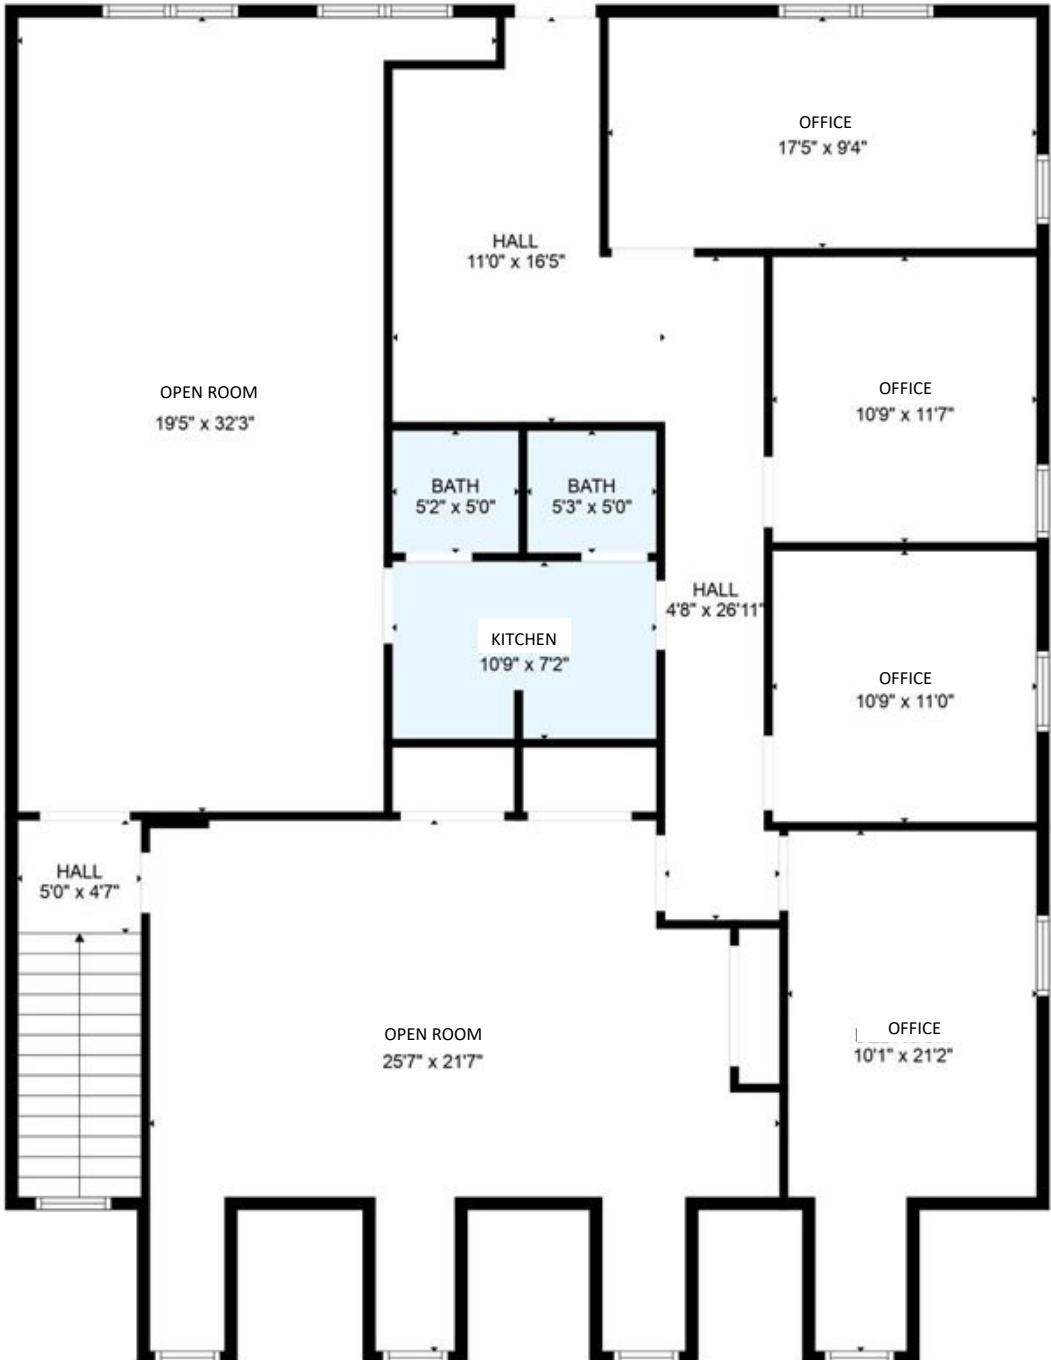 OFFICE
17'5" x 9'4"
HALL
11'0" x 16'5"
OPEN ROOM
19'5" x 32'3"
OFFICE
10'9" x 11'7"
BATH
5'2" x 5'0"
BATH
5'3" x 5'0"
HALL
4'8" x 26'11"
KITCHEN
10'9" x 7'2"
OFFICE
10'9" x 11'0"
HALL
5'0" x 4'7"
OPEN ROOM
25'7" x 21'7"
OFFICE
10'1" x 21'2"